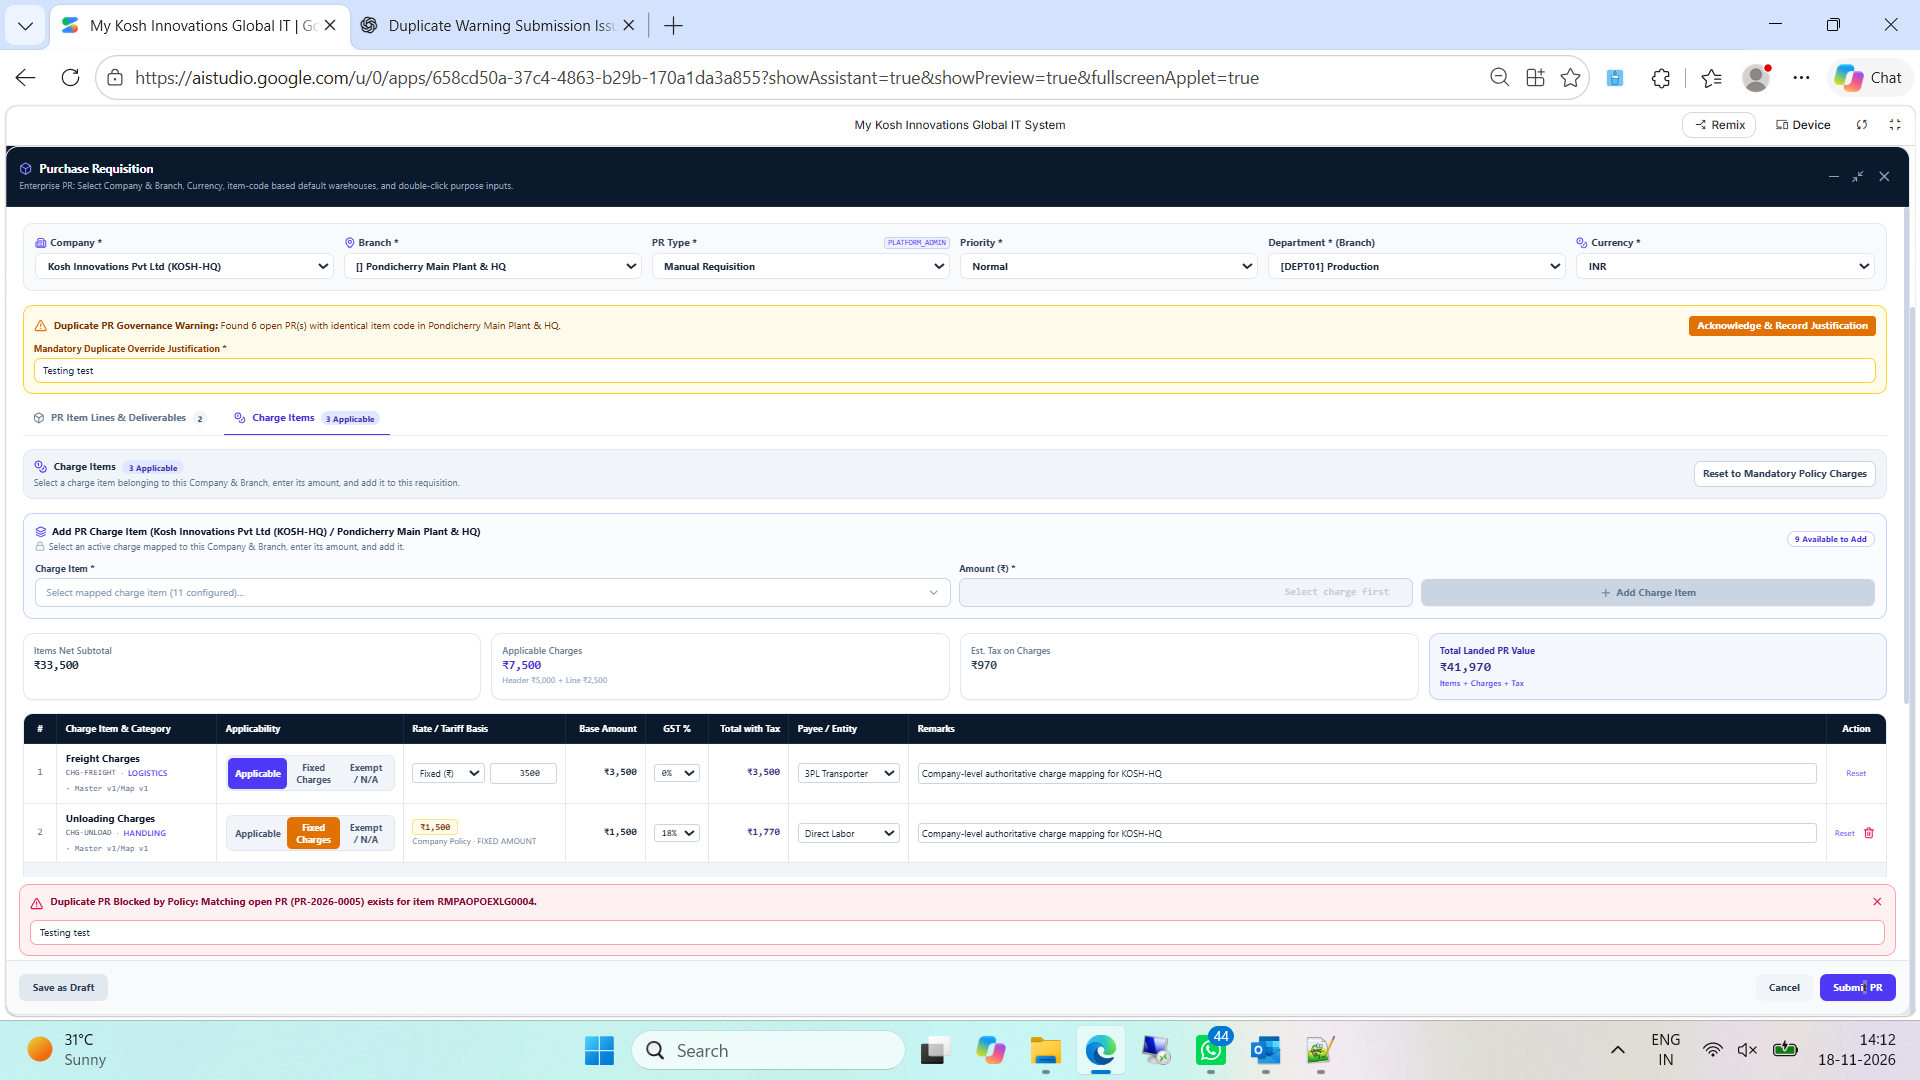 My Kosh Innovations Global IT | Go
Duplicate Warning Submission Issu
https://aistudio.google.com/u/0/apps/658cd50a-37c4-4863-b29b-170a1da3a855?showAssistant=true&showPreview=true&fullscreenApplet=true
Chat
My Kosh Innovations Global IT System
Remix
Device
Purchase Requisition
Enterprise PR: Select Company & Branch, Currency, item-code based default warehouses, and double-click purpose inputs.
Company * Branch * PR Type * PLATFORM_ADMIN Priority * Department * (Branch) Currency *
Kosh Innovations Pvt Ltd (KOSH-HQ) [] Pondicherry Main Plant & HQ Manual Requisition Normal [DEPT01] Production INR
Duplicate PR Governance Warning: Found 6 open PR(s) with identical item code in Pondicherry Main Plant & HQ.
Acknowledge & Record Justification
Mandatory Duplicate Override Justification *
Testing test
PR Item Lines & Deliverables 2 Charge Items 3 Applicable
Charge Items 3 Applicable
Select a charge item belonging to this Company & Branch, enter its amount, and add it to this requisition.
Reset to Mandatory Policy Charges
Add PR Charge Item (Kosh Innovations Pvt Ltd (KOSH-HQ) / Pondicherry Main Plant & HQ)
Select an active charge mapped to this Company & Branch, enter its amount, and add it.
9 Available to Add
Charge Item * Amount (₹) *
Select mapped charge item (11 configured)... Select charge first + Add Charge Item
Items Net Subtotal Applicable Charges Est. Tax on Charges Total Landed PR Value
₹33,500 ₹7,500 ₹970 ₹41,970
Header ₹5,000 + Line ₹2,500 Items + Charges + Tax
# Charge Item & Category Applicability Rate / Tariff Basis Base Amount GST % Total with Tax Payee / Entity Remarks Action
1 Freight Charges
CHG-FREIGHT · LOGISTICS
· Master v1/Map v1
Applicable Fixed Charges Exempt / N/A Fixed (₹) 3500 ₹3,500 0% ₹3,500 3PL Transporter Company-level authoritative charge mapping for KOSH-HQ Reset
2 Unloading Charges
CHG-UNLOAD · HANDLING
· Master v1/Map v1
Applicable Fixed Charges Exempt / N/A ₹1,500
Company Policy · FIXED AMOUNT
₹1,500 18% ₹1,770 Direct Labor Company-level authoritative charge mapping for KOSH-HQ Reset
Duplicate PR Blocked by Policy: Matching open PR (PR-2026-0005) exists for item RMPAOPOEXLG0004.
Testing test
Save as Draft Cancel Submit PR
31°C
Sunny
Search
44
ENG
IN
14:12
18-11-2026